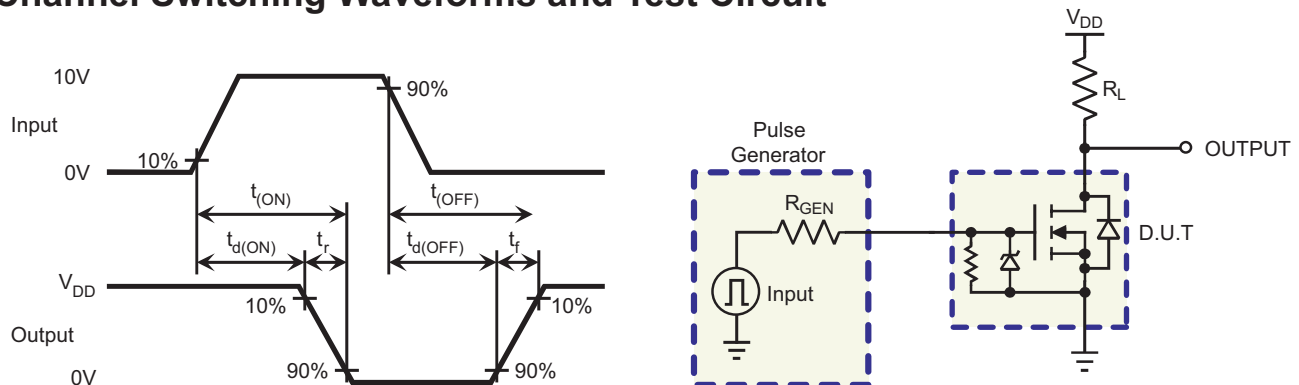 Channel Switching Waveforms and Test Circuit
10V
Input
0V
10%
90%
t(ON)
t(OFF)
td(ON)
tr
td(OFF)
tf
VDD
Output
0V
10%
90%
10%
90%
Pulse
Generator
RGEN
Input
VDD
RL
OUTPUT
D.U.T